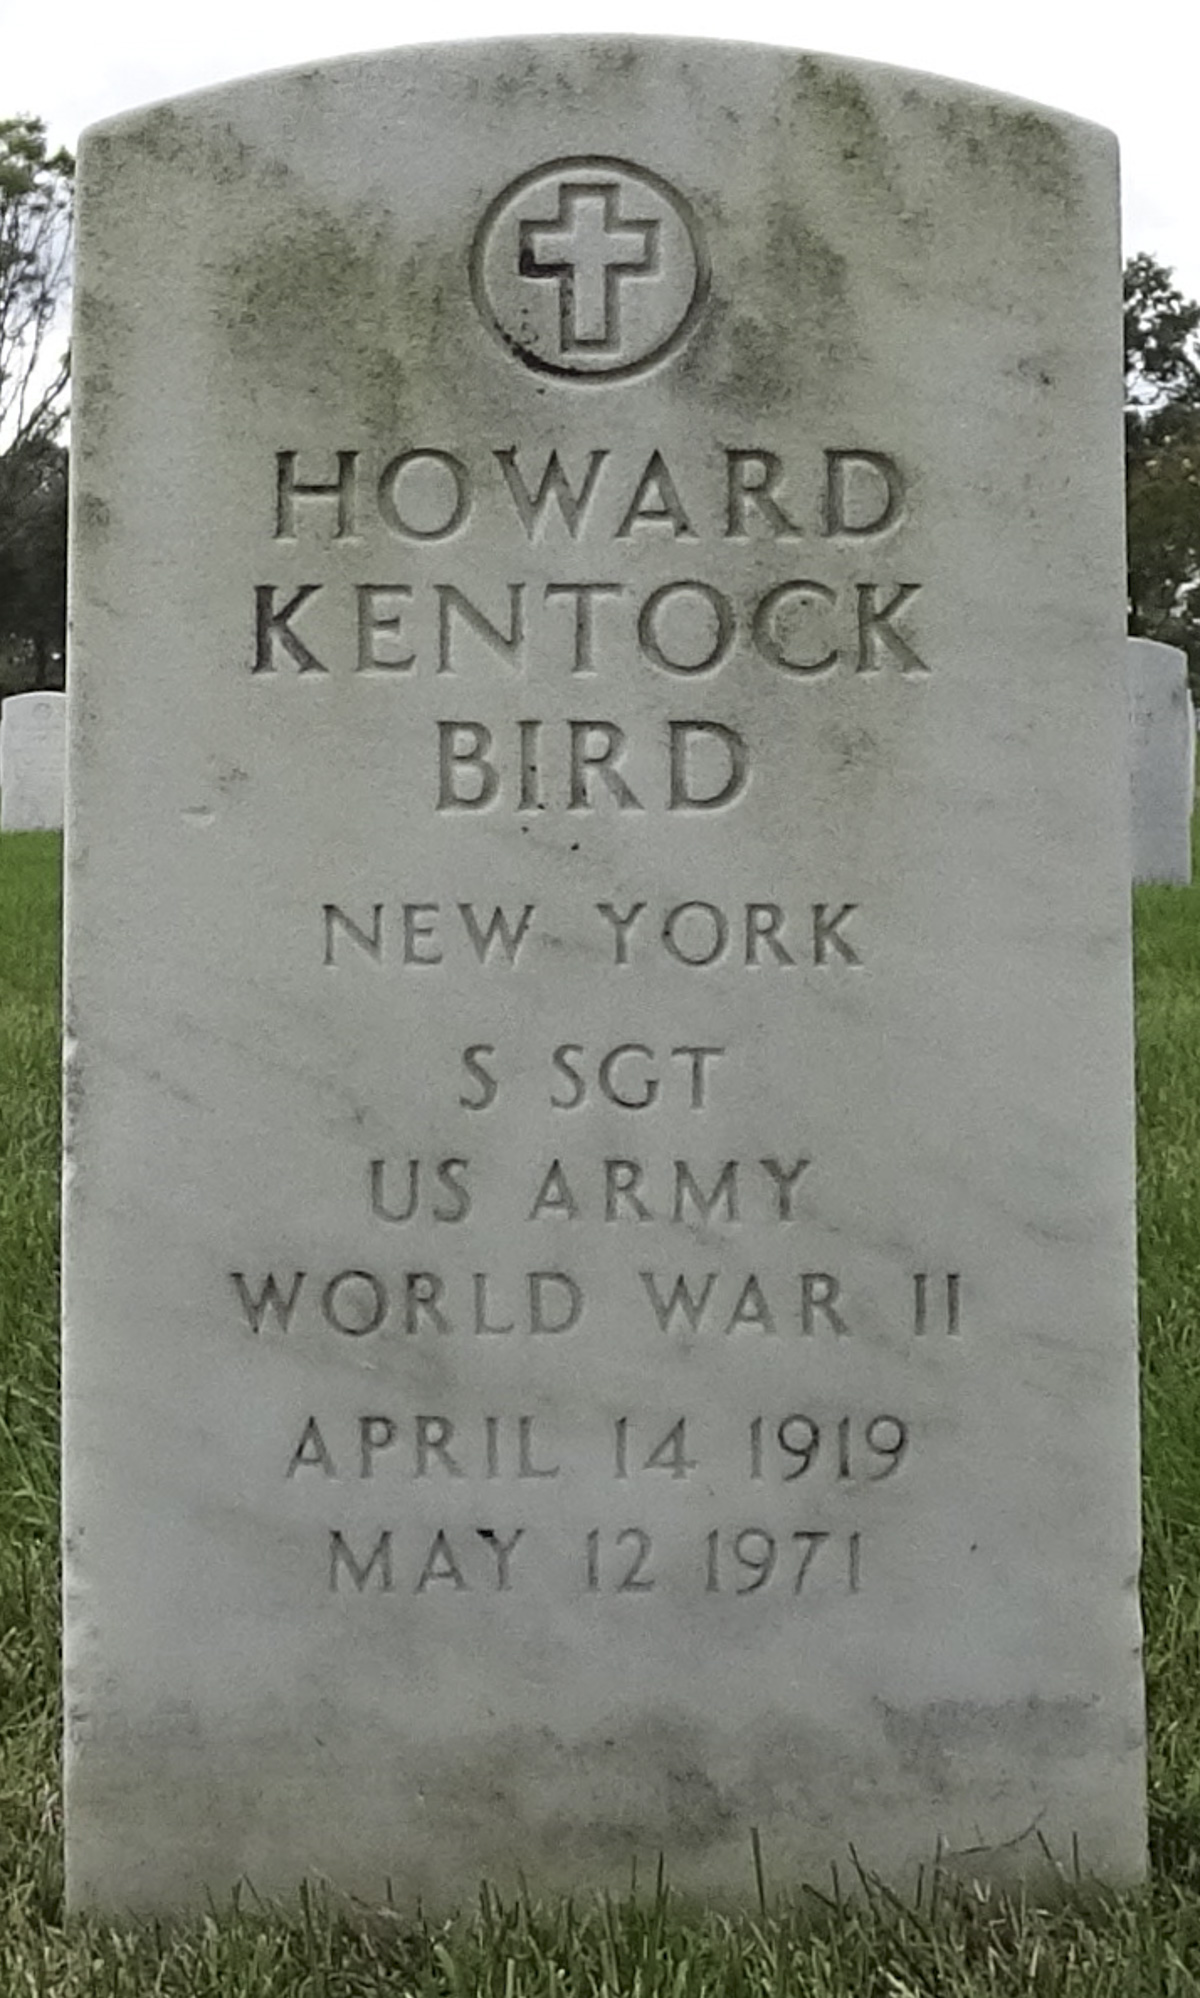 HOWARD
KENTOCK
BIRD
NEW YORK
S SGT
US ARMY
WORLD WAR II
APRIL 14 1919
MAY 12 1971